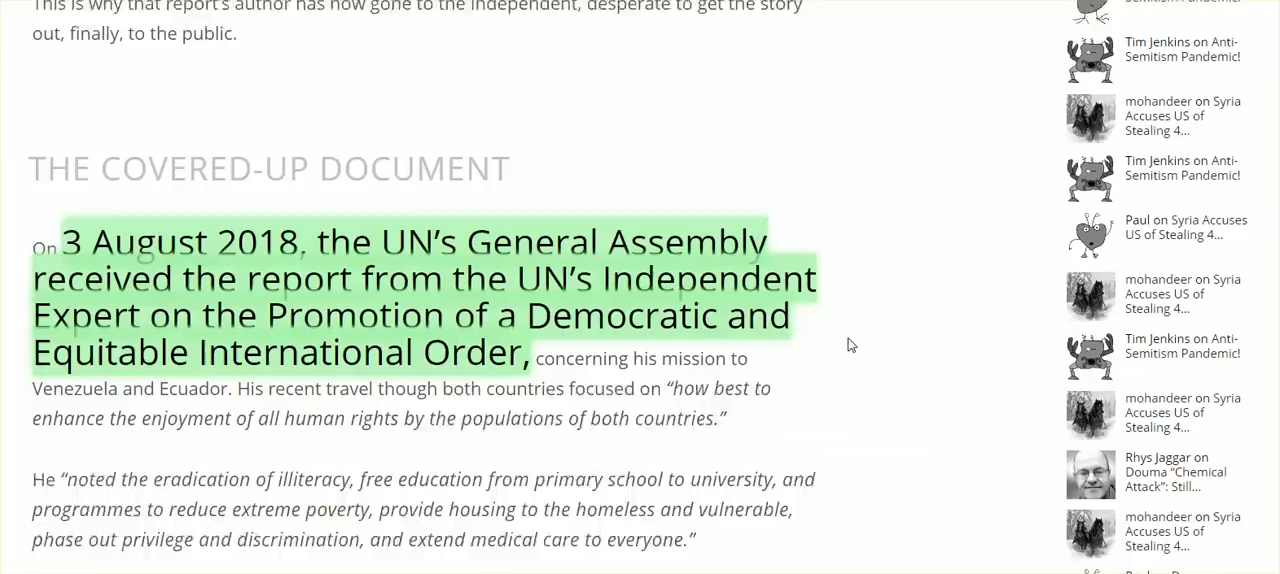 This is why that report's author has now gone to the Independent, desperate to get the story
out, finally, to the public.
THE COVERED-UP DOCUMENT
On 3 August 2018, the UN’s General Assembly
received the report from the UN’s Independent
Expert on the Promotion of a Democratic and
Equitable International Order, concerning his mission to
Venezuela and Ecuador. His recent travel though both countries focused on “how best to
enhance the enjoyment of all human rights by the populations of both countries.”
He “noted the eradication of illiteracy, free education from primary school to university, and
programmes to reduce extreme poverty, provide housing to the homeless and vulnerable,
phase out privilege and discrimination, and extend medical care to everyone.”
Semitism Pandemic!
Tim Jenkins on Anti-
Semitism Pandemic!
mohandeer on Syria
Accuses US of
Stealing 4...
Tim Jenkins on Anti-
Semitism Pandemic!
Paul on Syria Accuses
US of Stealing 4...
mohandeer on Syria
Accuses US of
Stealing 4...
Tim Jenkins on Anti-
Semitism Pandemic!
mohandeer on Syria
Accuses US of
Stealing 4...
Rhys Jaggar on
Douma “Chemical
Attack”: Still...
mohandeer on Syria
Accuses US of
Stealing 4...